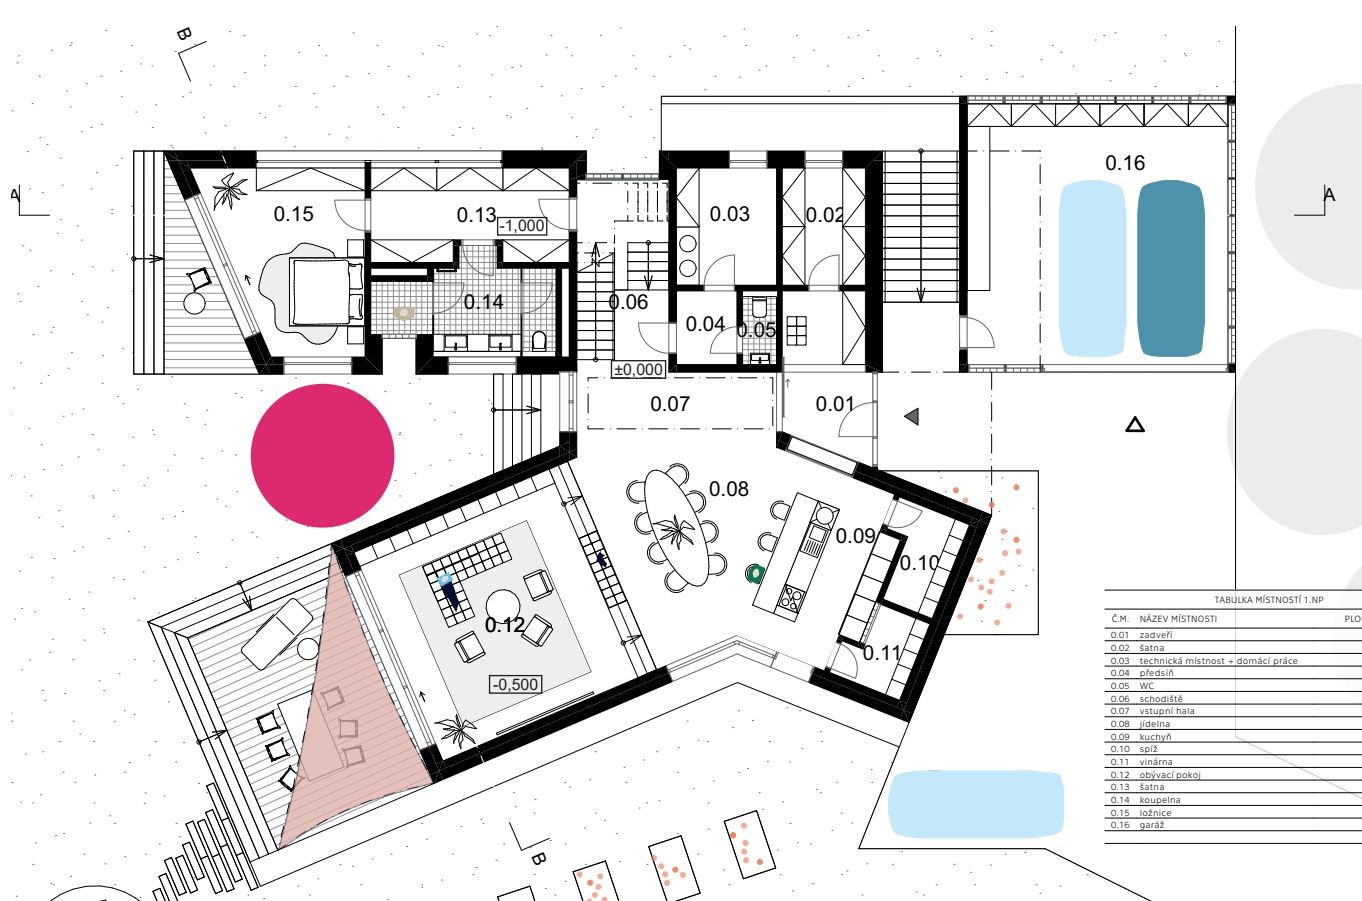 B
A
A
0.16
0.15
0.13
-1,000
0.03
0.02
0.14
0.06
0.04
0.05
±0,000
0.07
0.01
0.08
0.09
0.10
0.12
0.11
-0,500
B
TABULKA MÍSTNOSTÍ 1.NP
Č.M. NÁZEV MÍSTNOSTI
0.01 zadveří
0.02 šatna
0.03 technická místnost + domácí práce
0.04 předsíň
0.05 WC
0.06 schodiště
0.07 vstupní hala
0.08 jídelna
0.09 kuchyň
0.10 spíž
0.11 vinárna
0.12 obývací pokoj
0.13 šatna
0.14 koupelna
0.15 ložnice
0.16 garáž